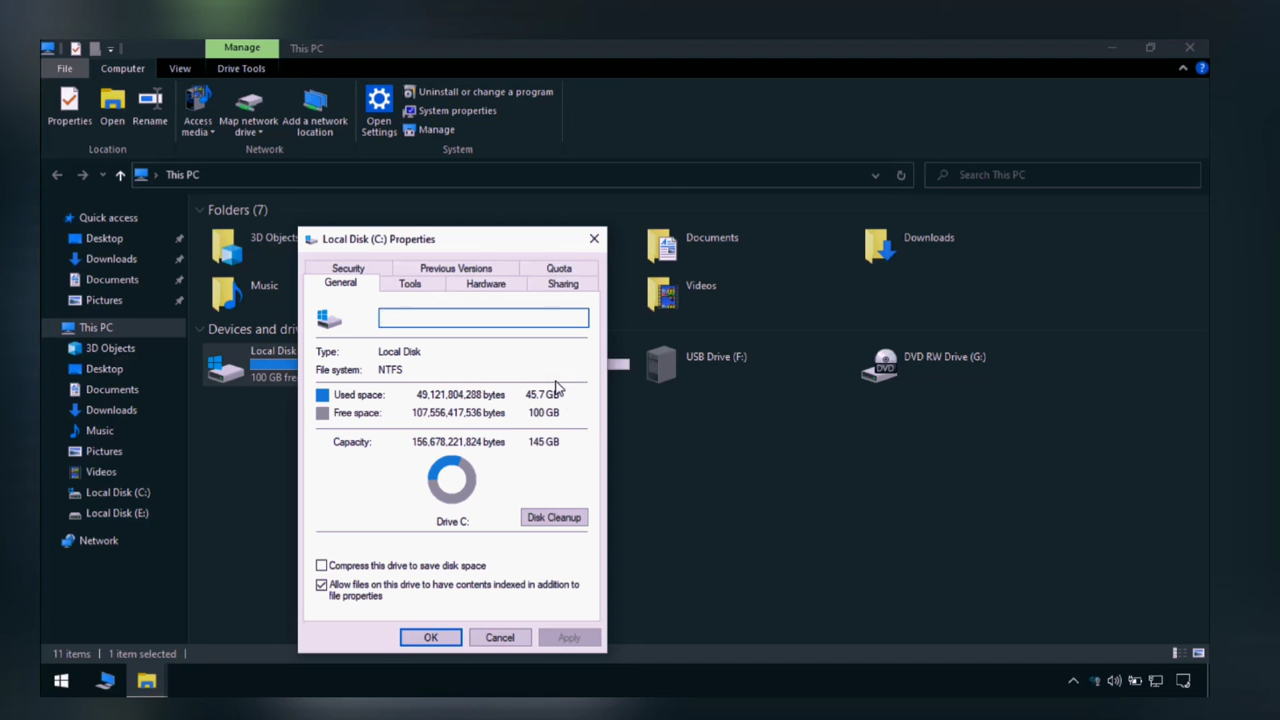 Manage
This PC
File
Computer
View
Drive Tools
Properties
Open
Rename
Location
Access
media
Map network
drive
Add a network
location
Network
Open
Settings
Uninstall or change a program
System properties
Manage
System
This PC
Search This PC
Quick access
Desktop
Downloads
Documents
Pictures
This PC
3D Objects
Desktop
Documents
Downloads
Music
Pictures
Videos
Local Disk (C:)
Local Disk (E:)
Network
Folders (7)
3D Objects
Documents
Downloads
Music
Videos
Devices and
Local Disk
100 GB
USB Drive (F:)
DVD RW Drive (G:)
DVD
Local Disk (C:) Properties
Security
Previous Versions
Quota
General
Tools
Hardware
Sharing
Type: Local Disk
File system: NTFS
Used space: 49,121,804,288 bytes 45.7 GB
Free space: 107,556,417,536 bytes 100 GB
Capacity: 156,678,221,824 bytes 145 GB
Drive C:
Disk Cleanup
Compress this drive to save disk space
Allow files on this drive to have contents indexed in addition to
file properties
OK
Cancel
Apply
11 items
1 item selected